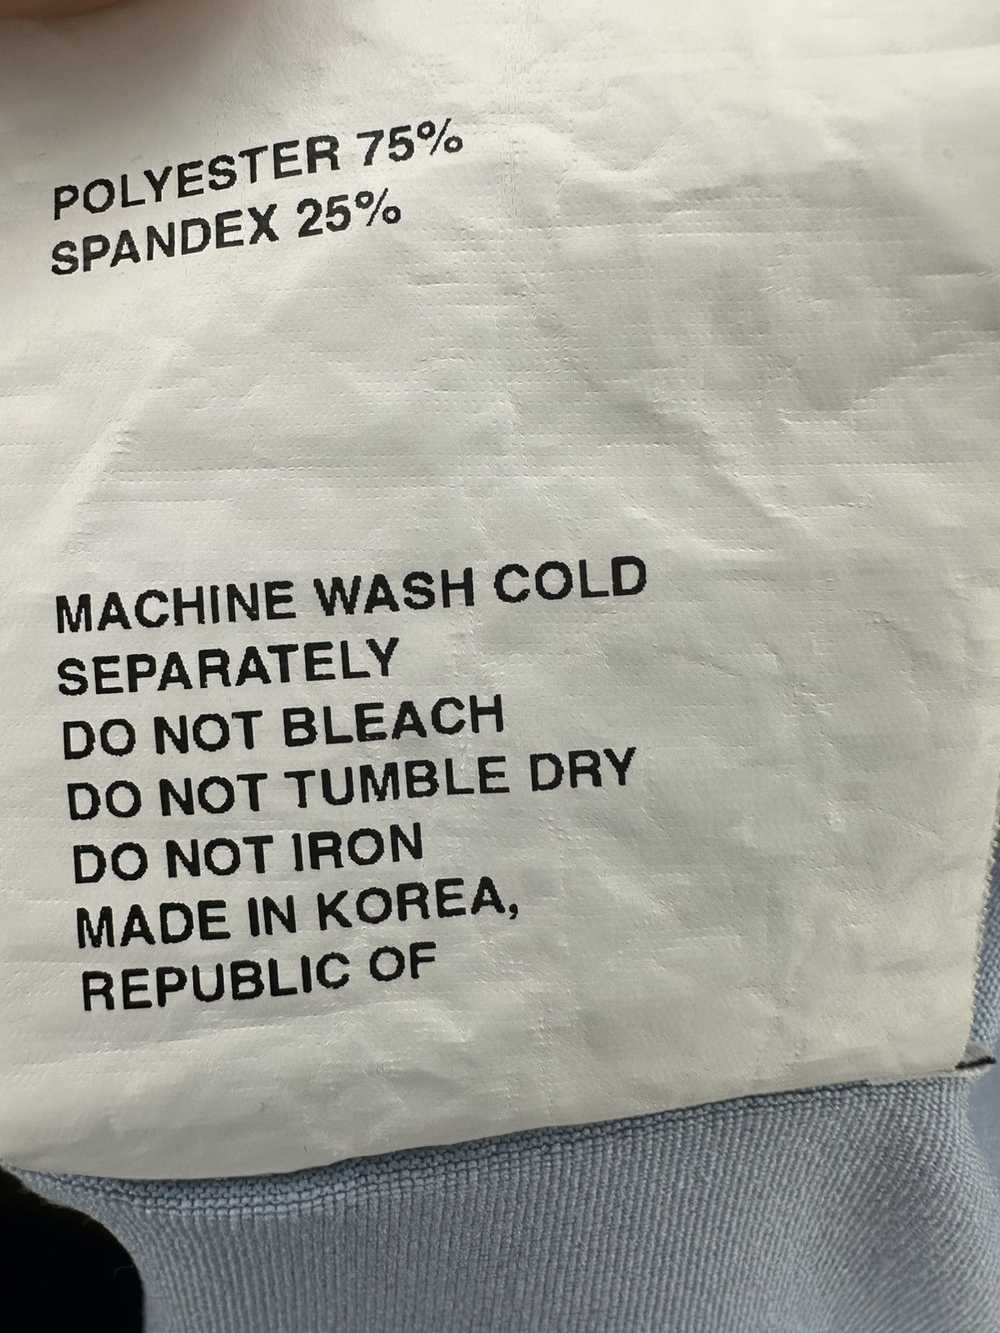 POLYESTER 75%
SPANDEX 25%
MACHINE WASH COLD
SEPARATELY
DO NOT BLEACH
DO NOT TUMBLE DRY
DO NOT IRON
MADE IN KOREA,
REPUBLIC OF